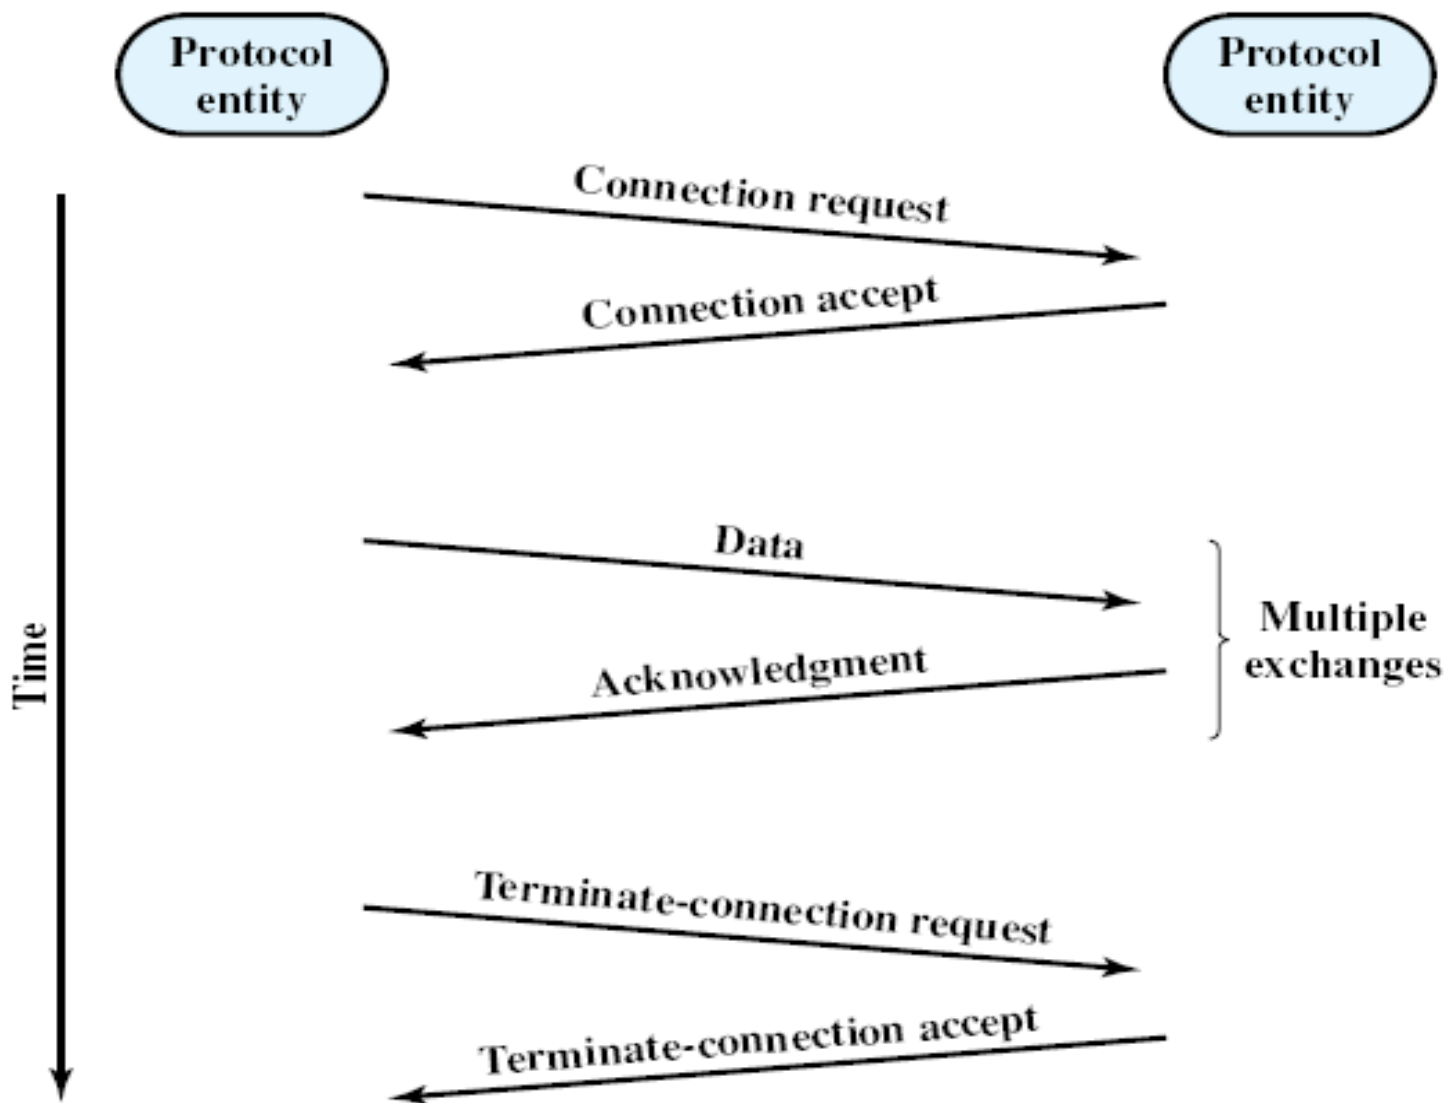 Protocol
entity
Protocol
entity
Connection request
Connection accept
Data
Acknowledgment
Multiple
exchanges
Time
Terminate-connection request
Terminate-connection accept